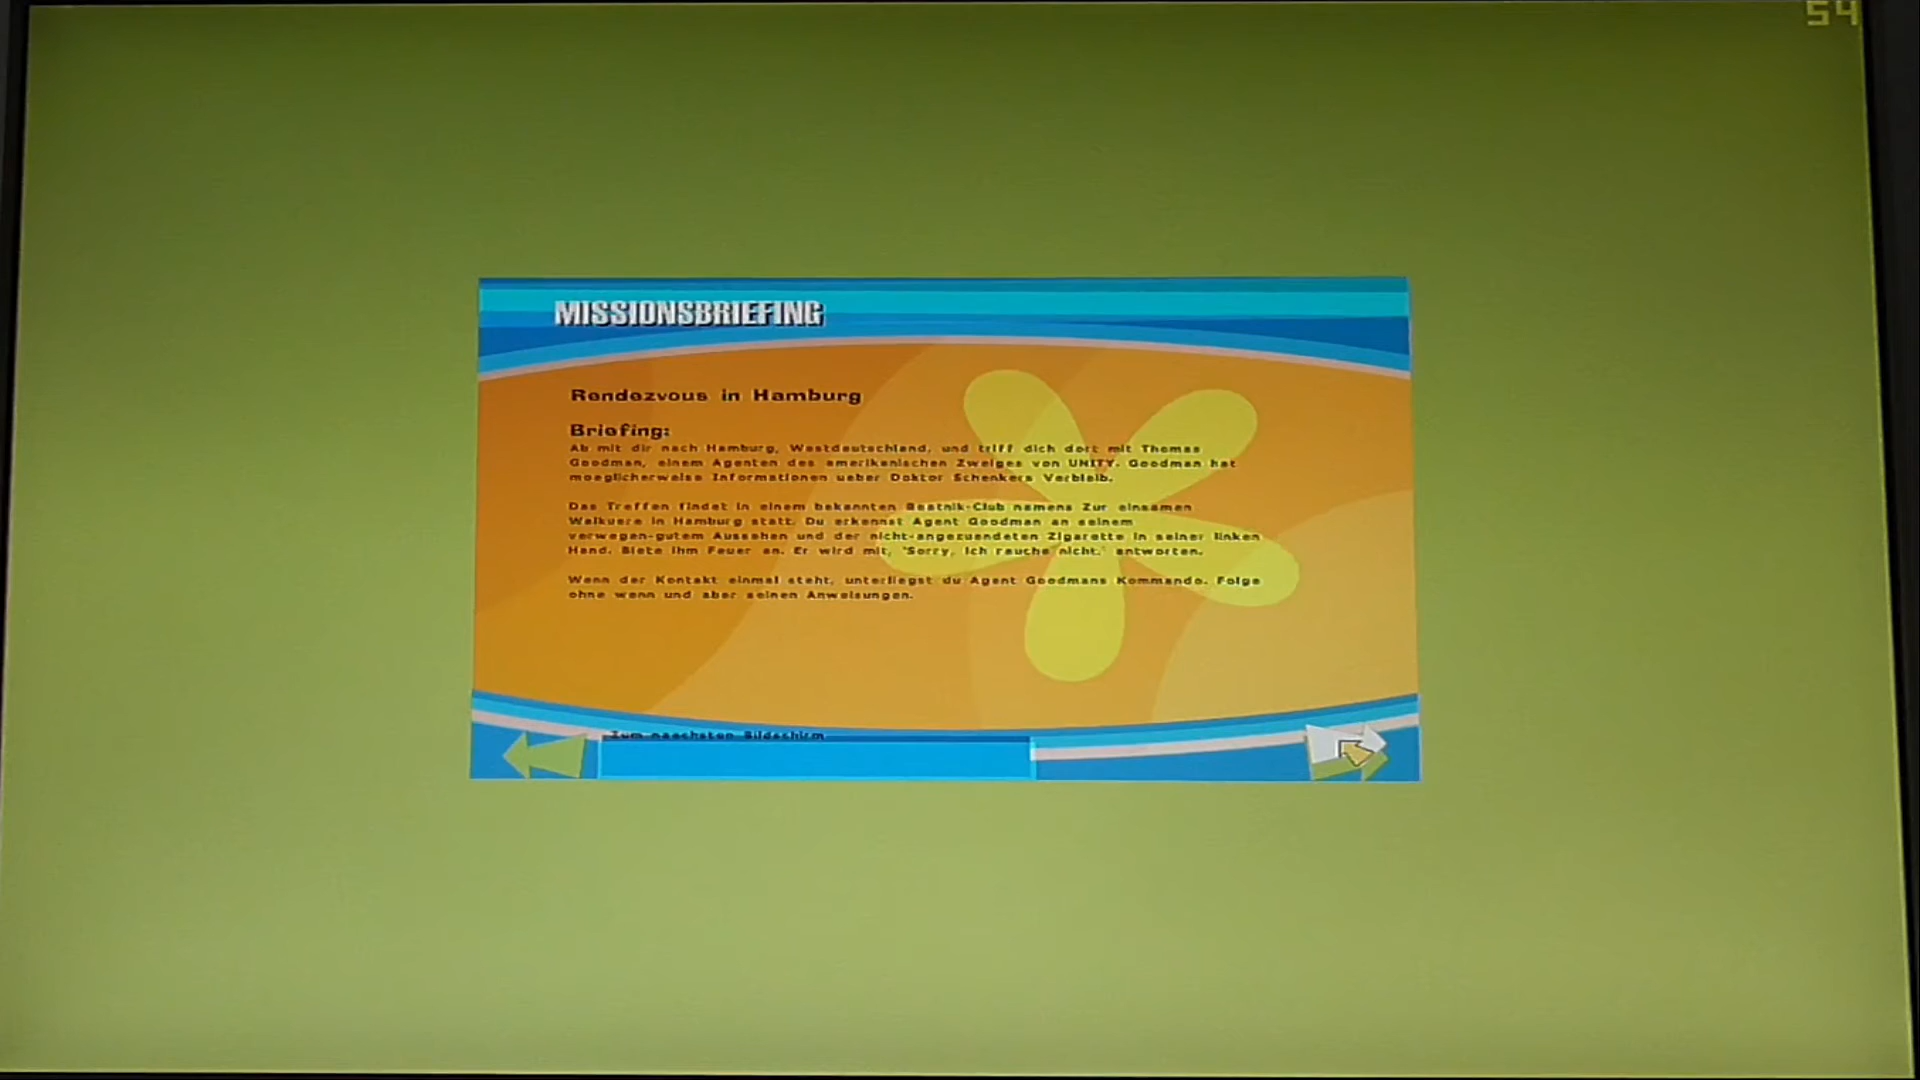 54
MISSIONSBRIEFING
Rendezvous in Hamburg
Briefing:
Ab mit dir nach Hamburg, Westdeutschland, und triff dich dort mit Thomas
Goodman, einem Agenten des amerikanischen Zweiges von UNITY. Goodman hat
moeglicherweise Informationen ueber Doktor Schenkers Verbleib.
Das Treffen findet in einem bekannten Beatnik-Club namens Zur einsamen
Walkuere in Hamburg statt. Du erkennst Agent Goodman an seinem
verwegen-gutem Aussehen und der nicht-angezuendeten Zigarette in seiner linken
Hand. Biete ihm Feuer an. Er wird mit, 'Sorry, ich rauche nicht.' antworten.
Wenn der Kontakt einmal steht, unterliegst du Agent Goodmans Kommando. Folge
ohne wenn und aber seinen Anweisungen.
Zum naechsten Bildschirm